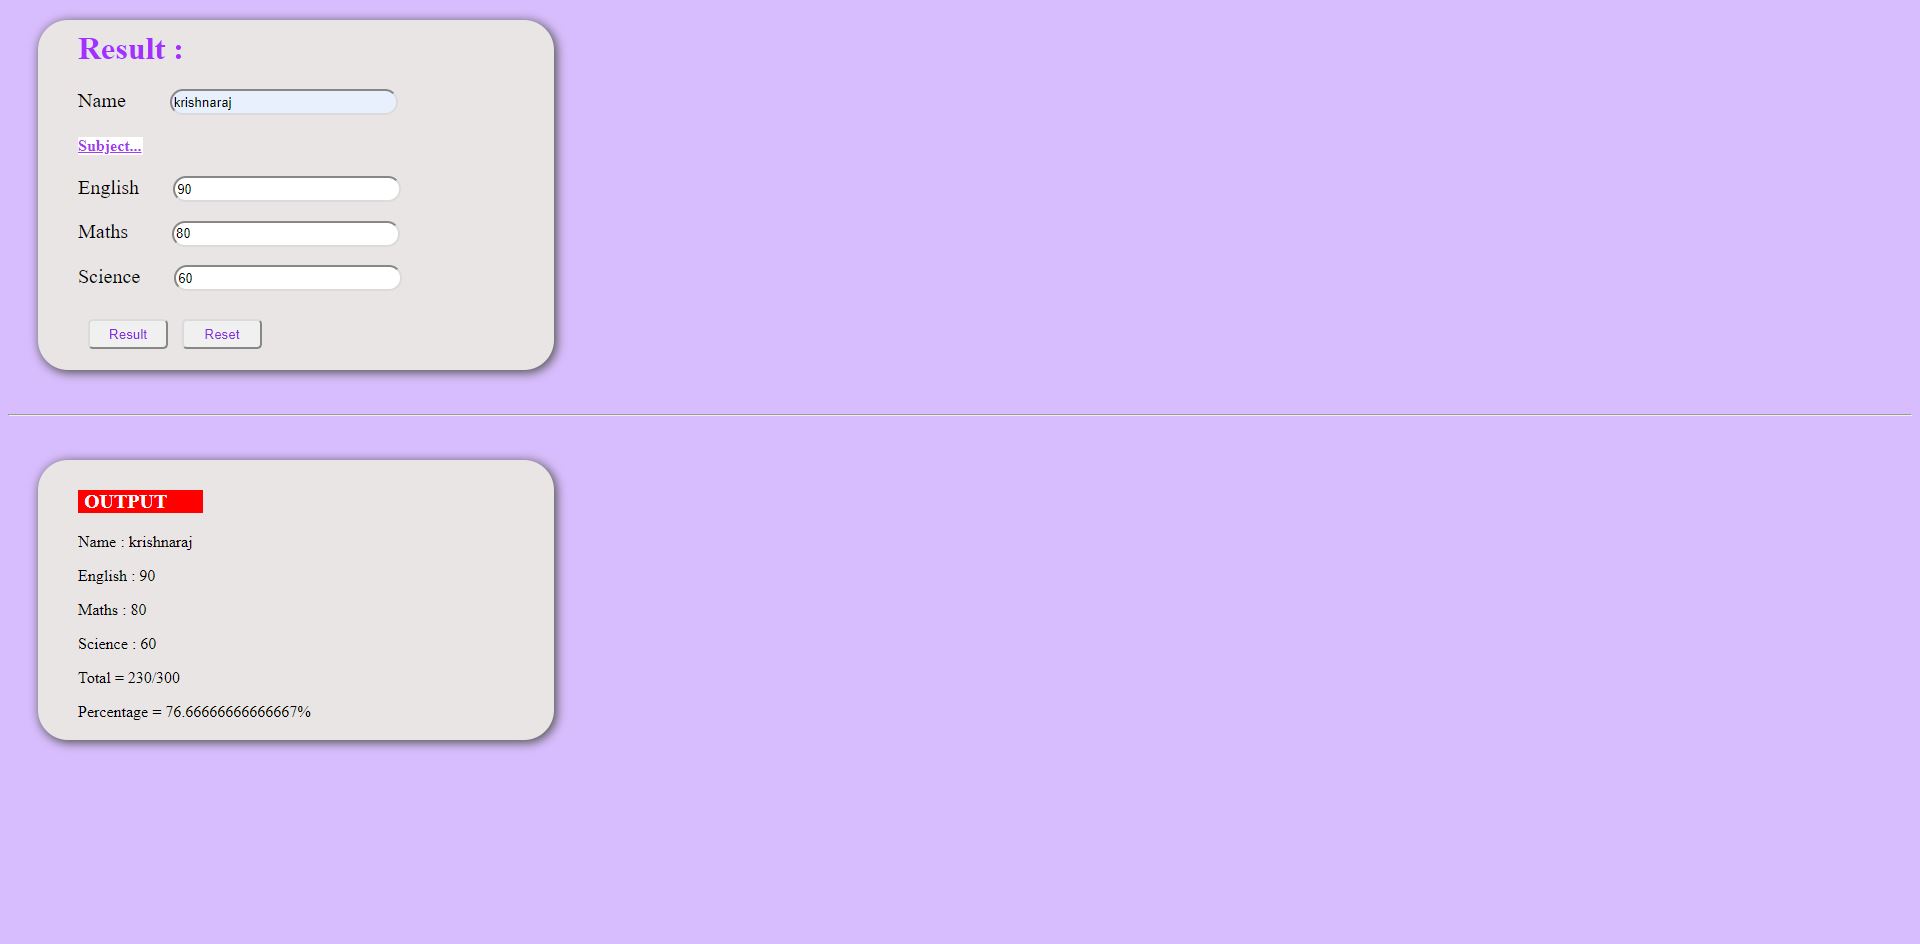 Result :
Name krishnaraj
Subject...
English 90
Maths 80
Science 60
Result Reset
OUTPUT
Name : krishnaraj
English : 90
Maths : 80
Science : 60
Total = 230/300
Percentage = 76.66666666666667%